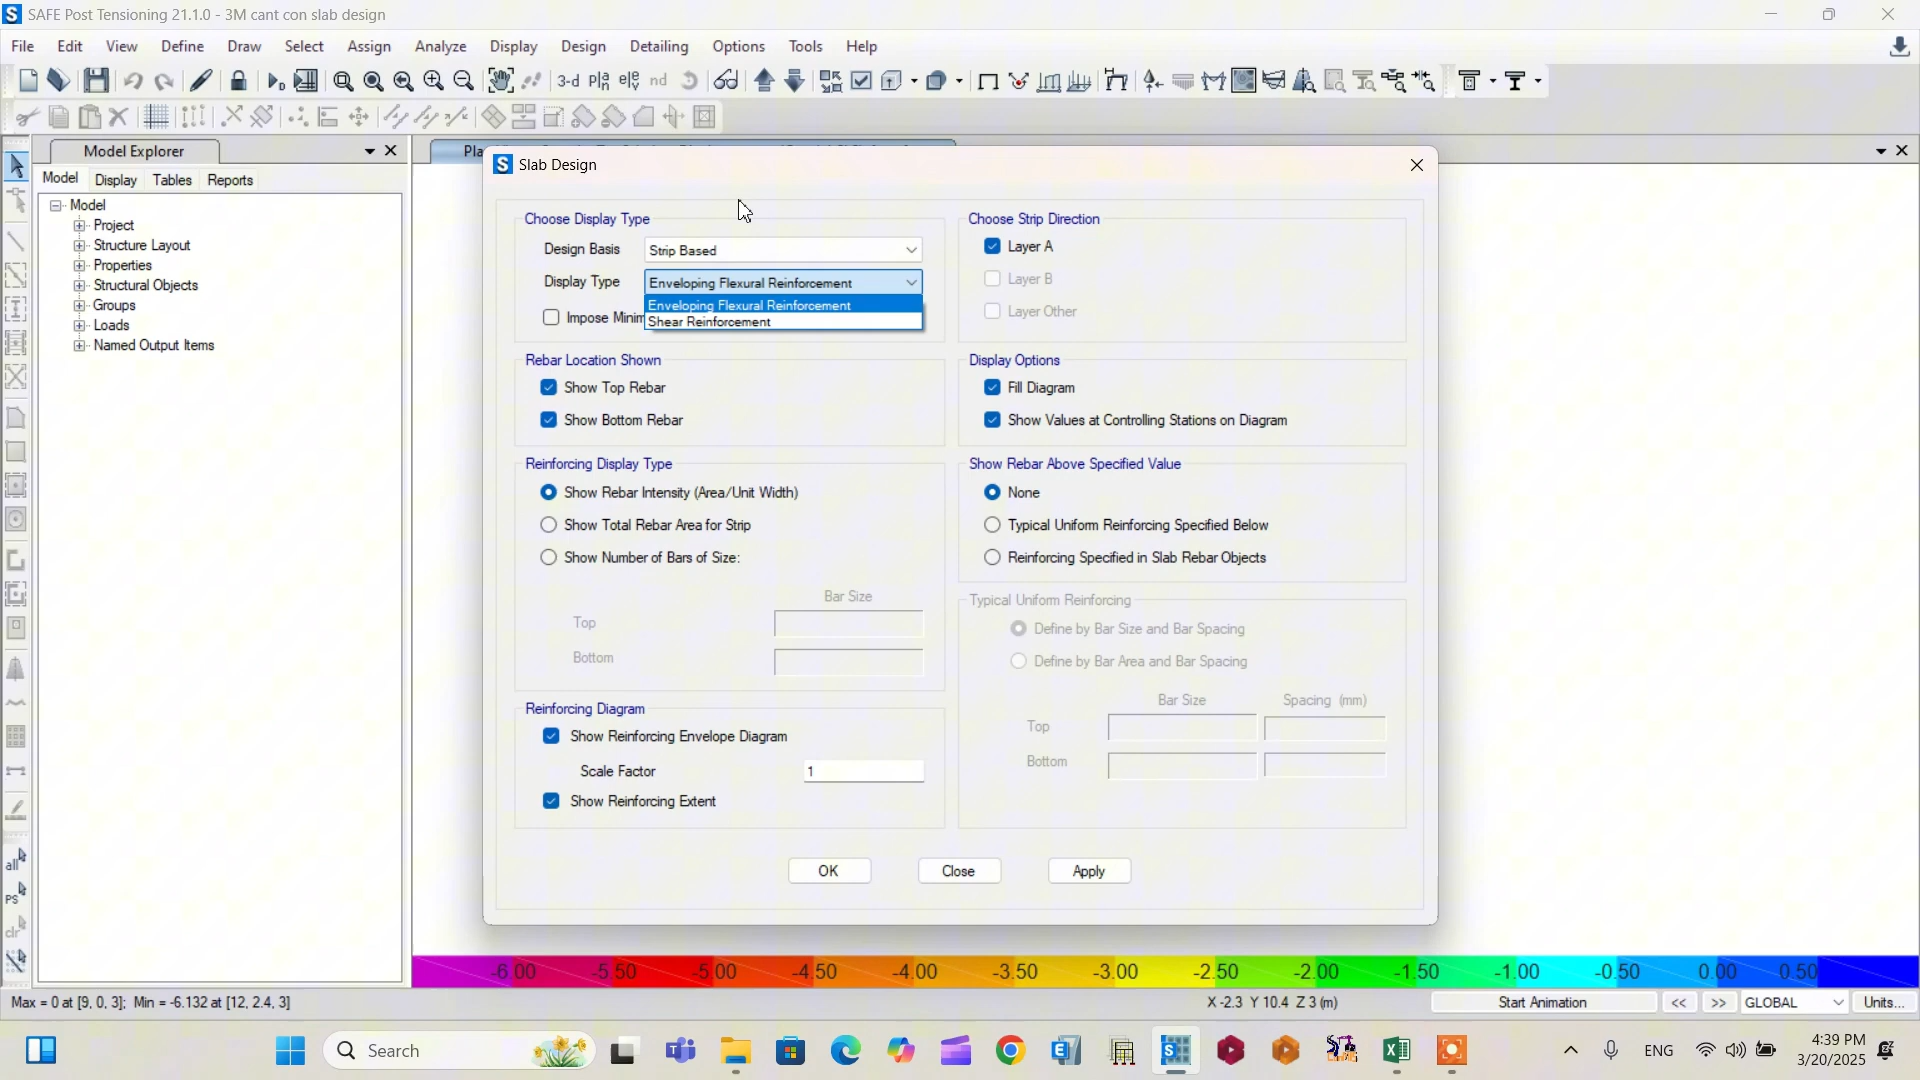 SAFE Post Tensioning 21.1.0 - 3M cant con slab design
File Edit View Define Draw Select Assign Analyze Display Design Detailing Options Tools Help
3-d pla ele nd
Model Explorer
Model Display Tables Reports
Model
Project
Structure Layout
Properties
Structural Objects
Groups
Loads
Named Output Items
all
PS
clr
Pla
Slab Design
Choose Display Type
Design Basis Strip Based
Display Type Enveloping Flexural Reinforcement
Enveloping Flexural Reinforcement
Shear Reinforcement
Impose Minim
Rebar Location Shown
Show Top Rebar
Show Bottom Rebar
Reinforcing Display Type
Show Rebar Intensity (Area/Unit Width)
Show Total Rebar Area for Strip
Show Number of Bars of Size:
Bar Size
Top
Bottom
Reinforcing Diagram
Show Reinforcing Envelope Diagram
Scale Factor 1
Show Reinforcing Extent
Choose Strip Direction
Layer A
Layer B
Layer Other
Display Options
Fill Diagram
Show Values at Controlling Stations on Diagram
Show Rebar Above Specified Value
None
Typical Uniform Reinforcing Specified Below
Reinforcing Specified in Slab Rebar Objects
Typical Uniform Reinforcing
Define by Bar Size and Bar Spacing
Define by Bar Area and Bar Spacing
Bar Size Spacing (mm)
Top
Bottom
OK Close Apply
-6.00 -5.50 -5.00 -4.50 -4.00 -3.50 -3.00 -2.50 -2.00 -1.50 -1.00 -0.50 0.00 0.50
Max = 0 at [9, 0, 3]; Min = -6.132 at [12, 2.4, 3] X -2.3 Y 10.4 Z 3 (m) Start Animation << >> GLOBAL Units...
Search ENG 4:39 PM
3/20/2025